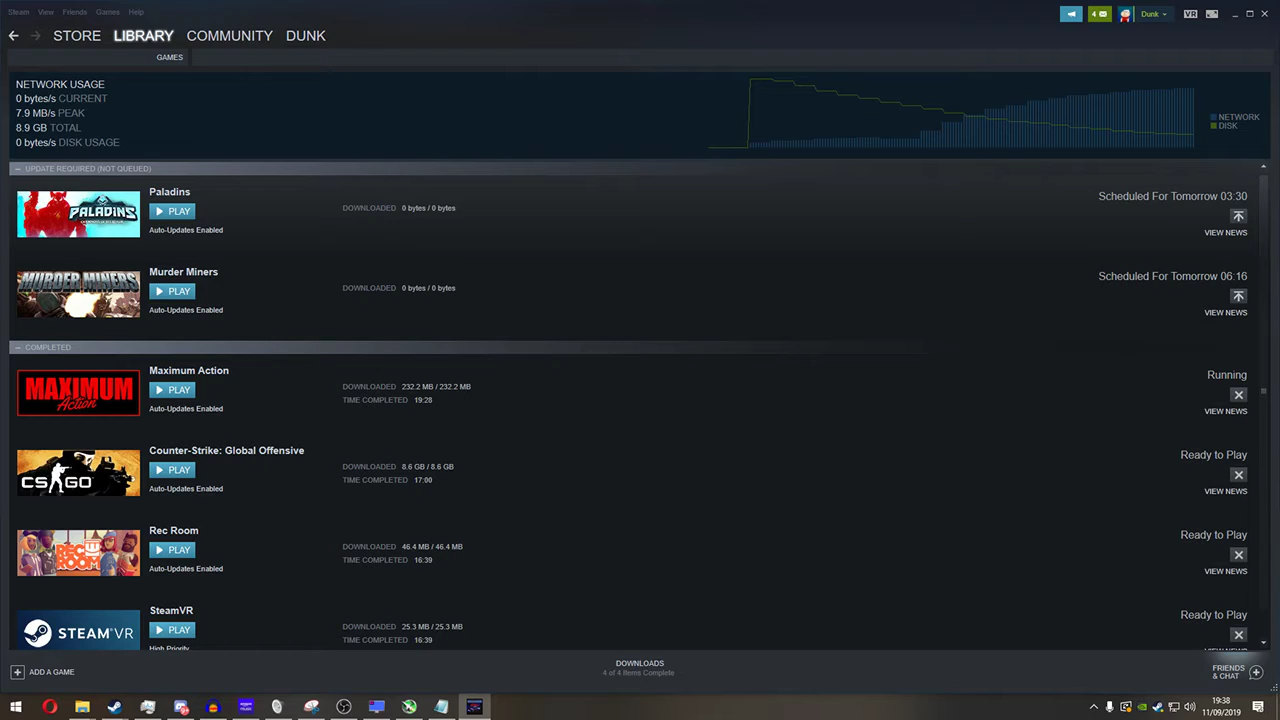 Steam View Friends Games Help
4 Dunk VR
STORE LIBRARY COMMUNITY DUNK
GAMES
NETWORK USAGE
0 bytes/s CURRENT
7.9 MB/s PEAK
8.9 GB TOTAL
0 bytes/s DISK USAGE
NETWORK
DISK
UPDATE REQUIRED (NOT QUEUED)
PALADINS
Paladins
PLAY
Auto-Updates Enabled
DOWNLOADED 0 bytes / 0 bytes
Scheduled For Tomorrow 03:30
VIEW NEWS
MURDER MINERS
Murder Miners
PLAY
Auto-Updates Enabled
DOWNLOADED 0 bytes / 0 bytes
Scheduled For Tomorrow 06:16
VIEW NEWS
COMPLETED
MAXIMUM
Action
Maximum Action
PLAY
Auto-Updates Enabled
DOWNLOADED 232.2 MB / 232.2 MB
TIME COMPLETED 19:28
Running
VIEW NEWS
CS GO
Counter-Strike: Global Offensive
PLAY
Auto-Updates Enabled
DOWNLOADED 8.6 GB / 8.6 GB
TIME COMPLETED 17:00
Ready to Play
VIEW NEWS
REC
ROOM
Rec Room
PLAY
Auto-Updates Enabled
DOWNLOADED 46.4 MB / 46.4 MB
TIME COMPLETED 16:39
Ready to Play
VIEW NEWS
STEAM VR
SteamVR
PLAY
High Priority
DOWNLOADED 25.3 MB / 25.3 MB
TIME COMPLETED 16:39
Ready to Play
ADD A GAME
DOWNLOADS
4 of 4 Items Complete
FRIENDS
& CHAT
19:38
11/09/2019